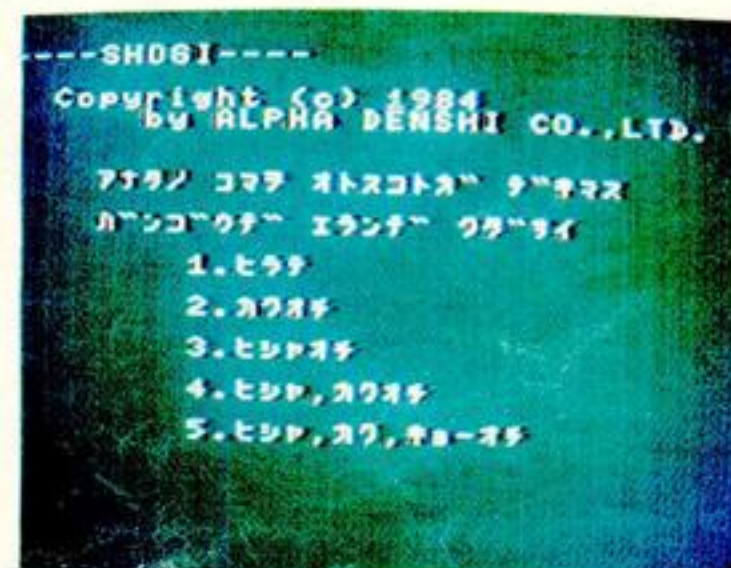 ----SHOGI----
Copyright (c) 1984
by ALPHA DENSHI CO.,LTD.
アナタノ コマヲ オトスコトガ デキマス
バンゴウデ エランデ クダサイ
1.ヒラテ
2.カクオチ
3.ヒシャオチ
4.ヒシャ,カクオチ
5.ヒシャ,カク,キョーオチ